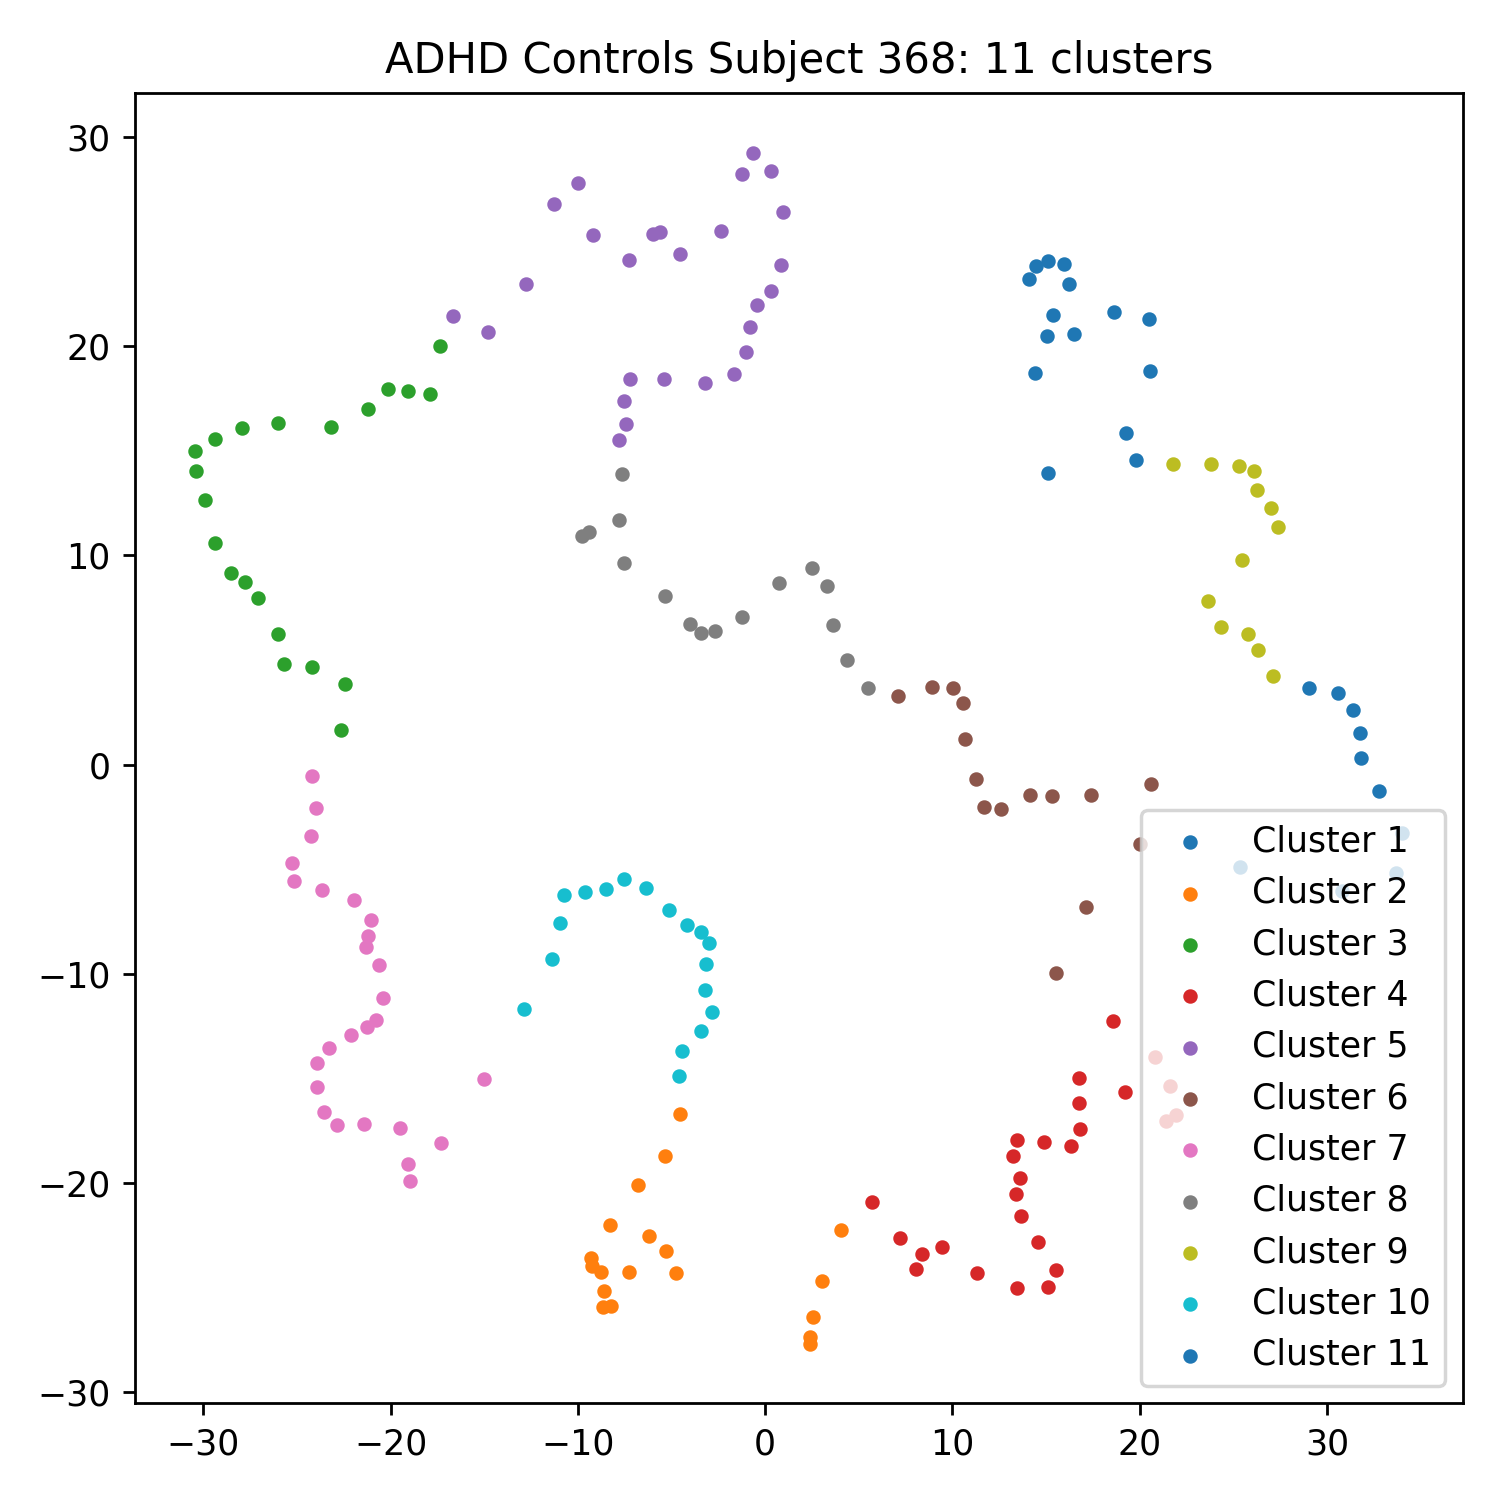 ADHD Controls Subject 368: 11 clusters
30
20
10
0
−10
−20
−30
Cluster 1
Cluster 2
Cluster 3
Cluster 4
Cluster 5
Cluster 6
Cluster 7
Cluster 8
Cluster 9
Cluster 10
Cluster 11
−30 −20 −10 0 10 20 30